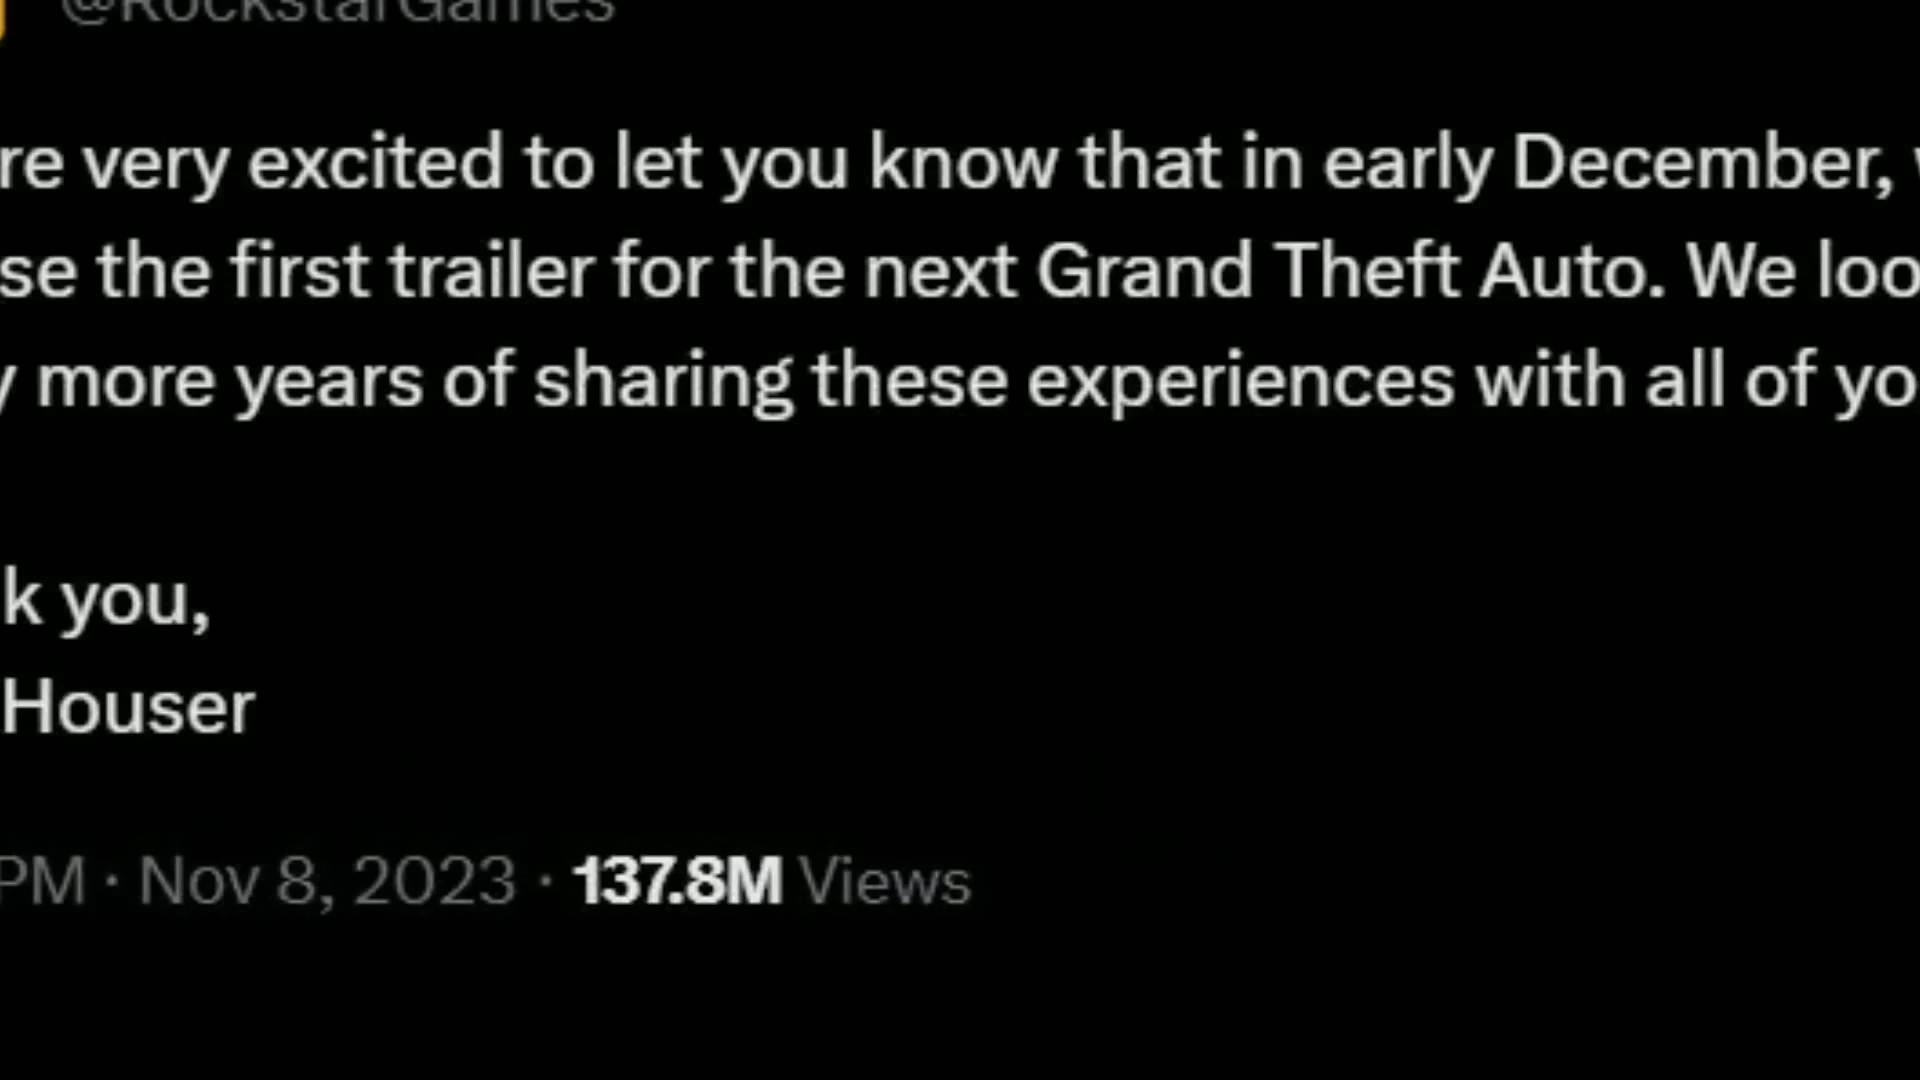 @RockstarGames
re very excited to let you know that in early December,
se the first trailer for the next Grand Theft Auto. We loo
y more years of sharing these experiences with all of yo
k you,
Houser
PM · Nov 8, 2023 · 137.8M Views